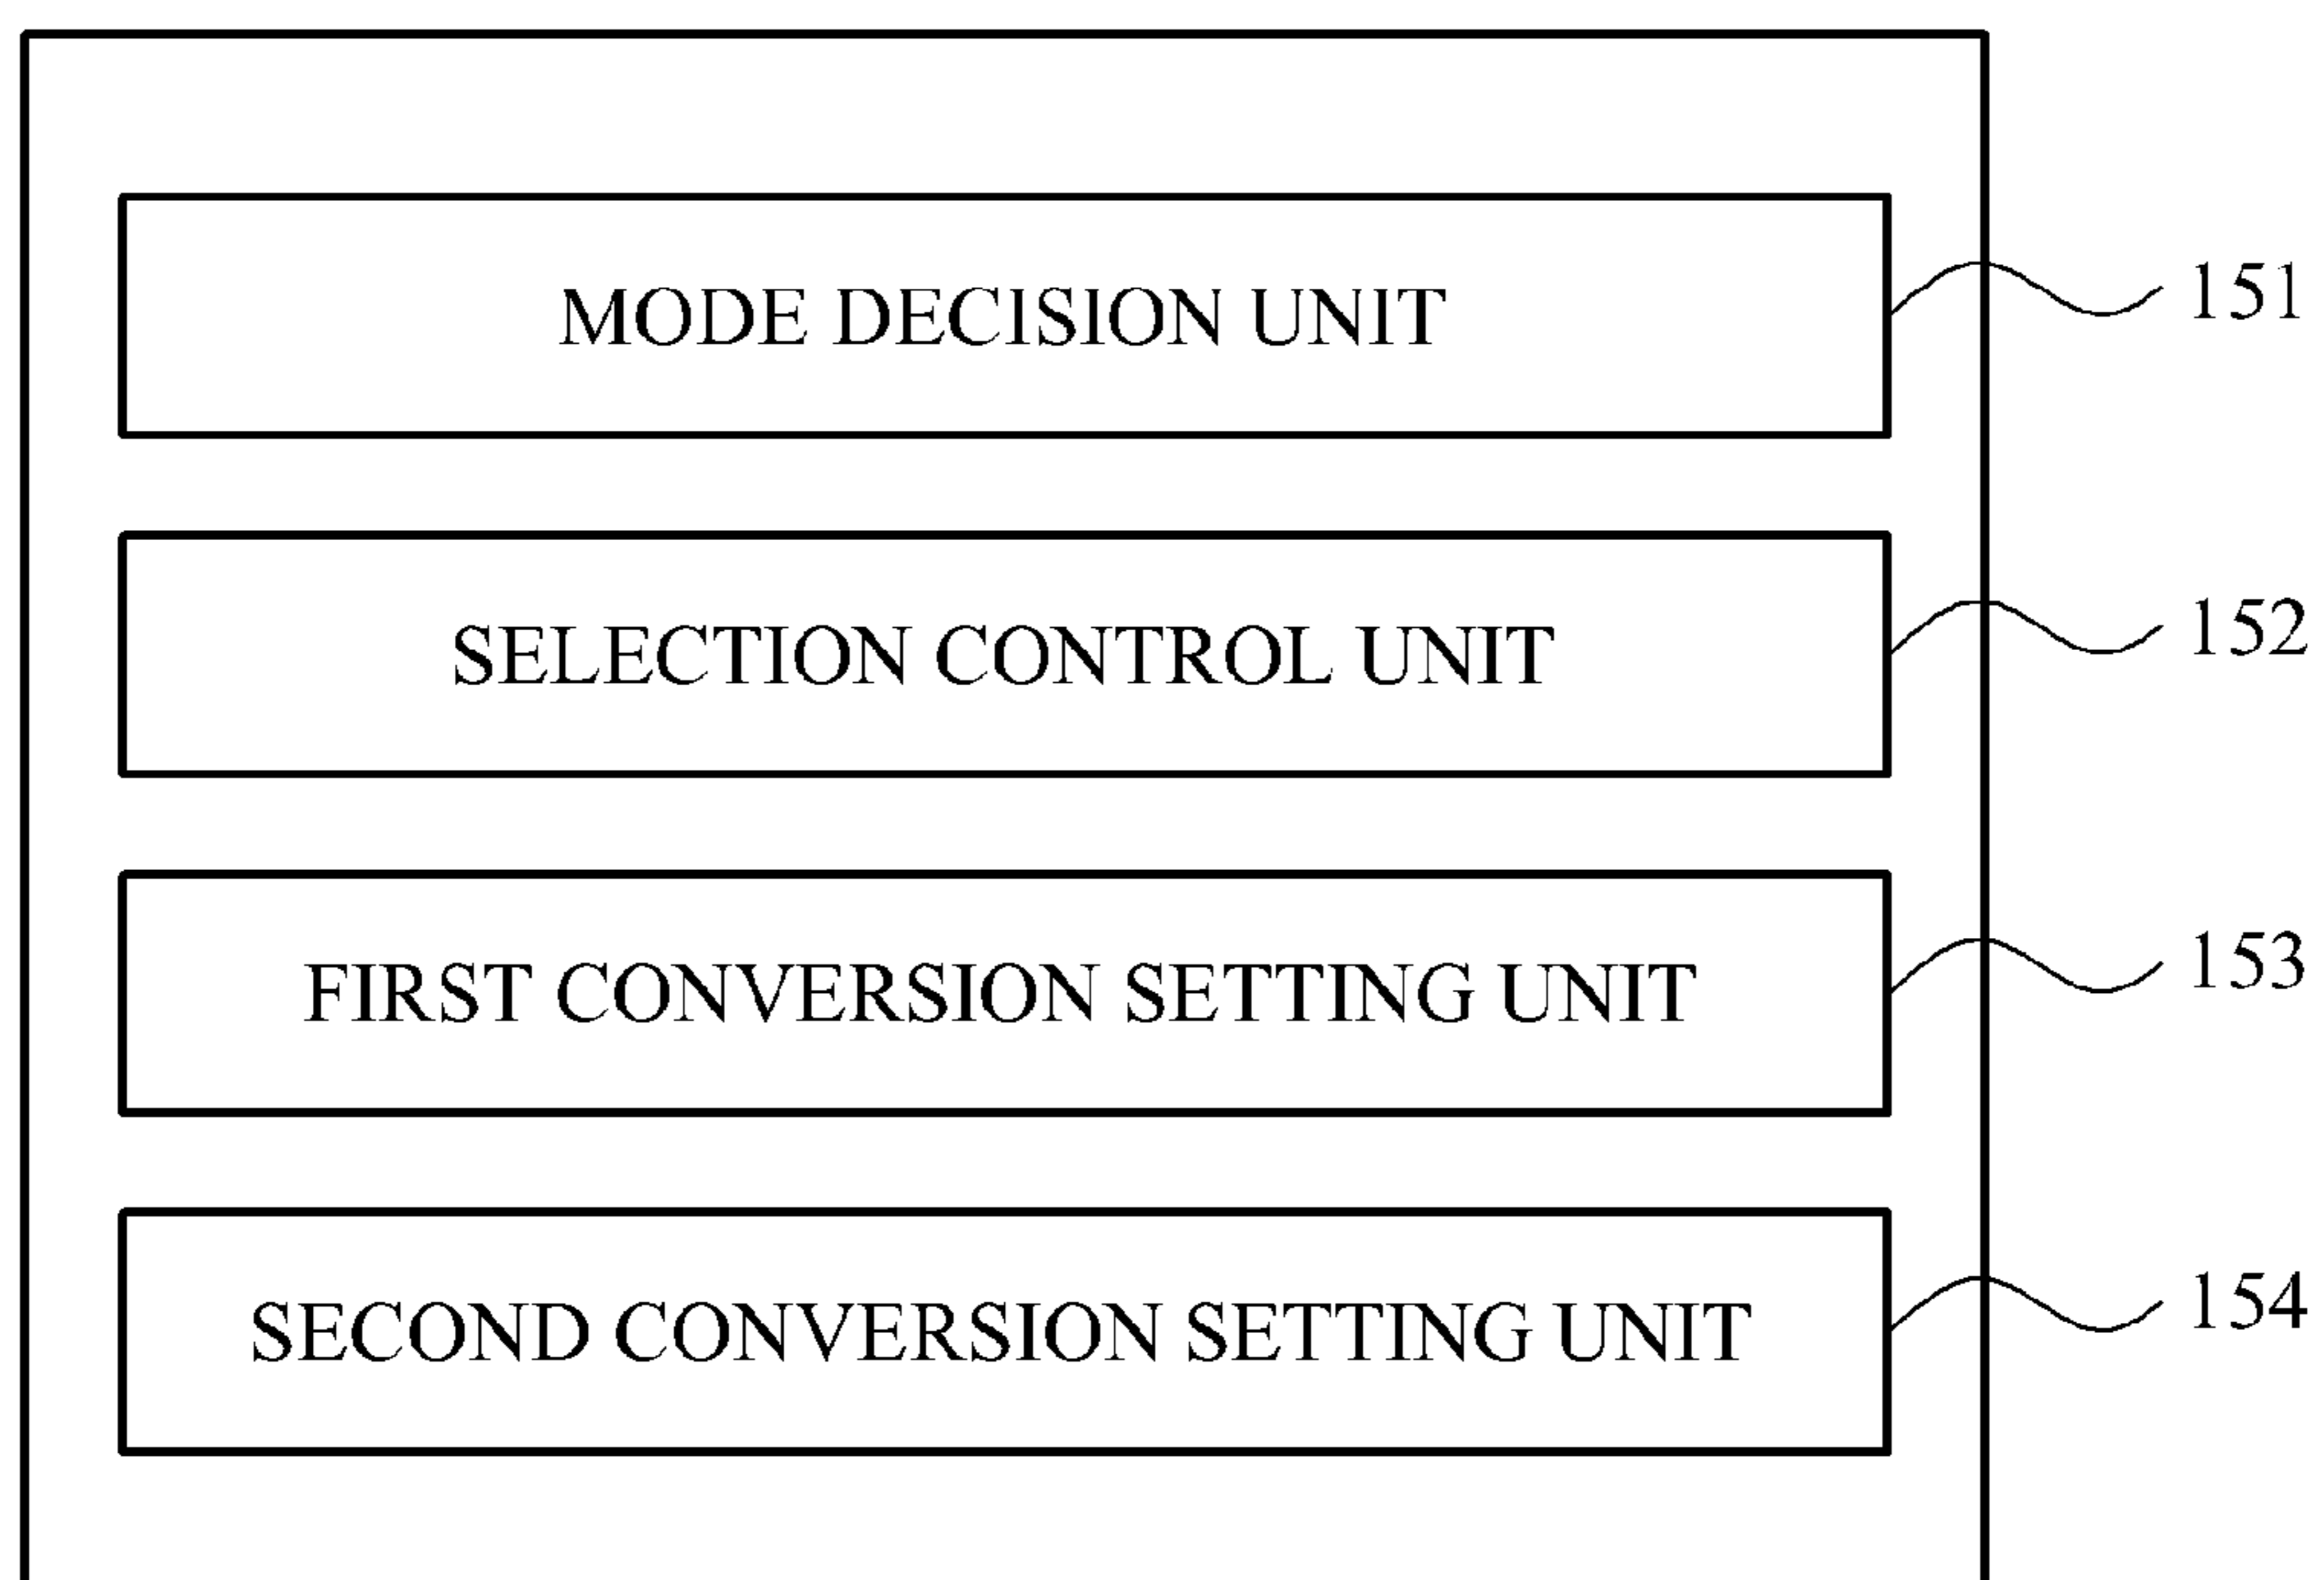 MODE DECISION UNIT
151
SELECTION CONTROL UNIT
152
FIRST CONVERSION SETTING UNIT
153
SECOND CONVERSION SETTING UNIT
154